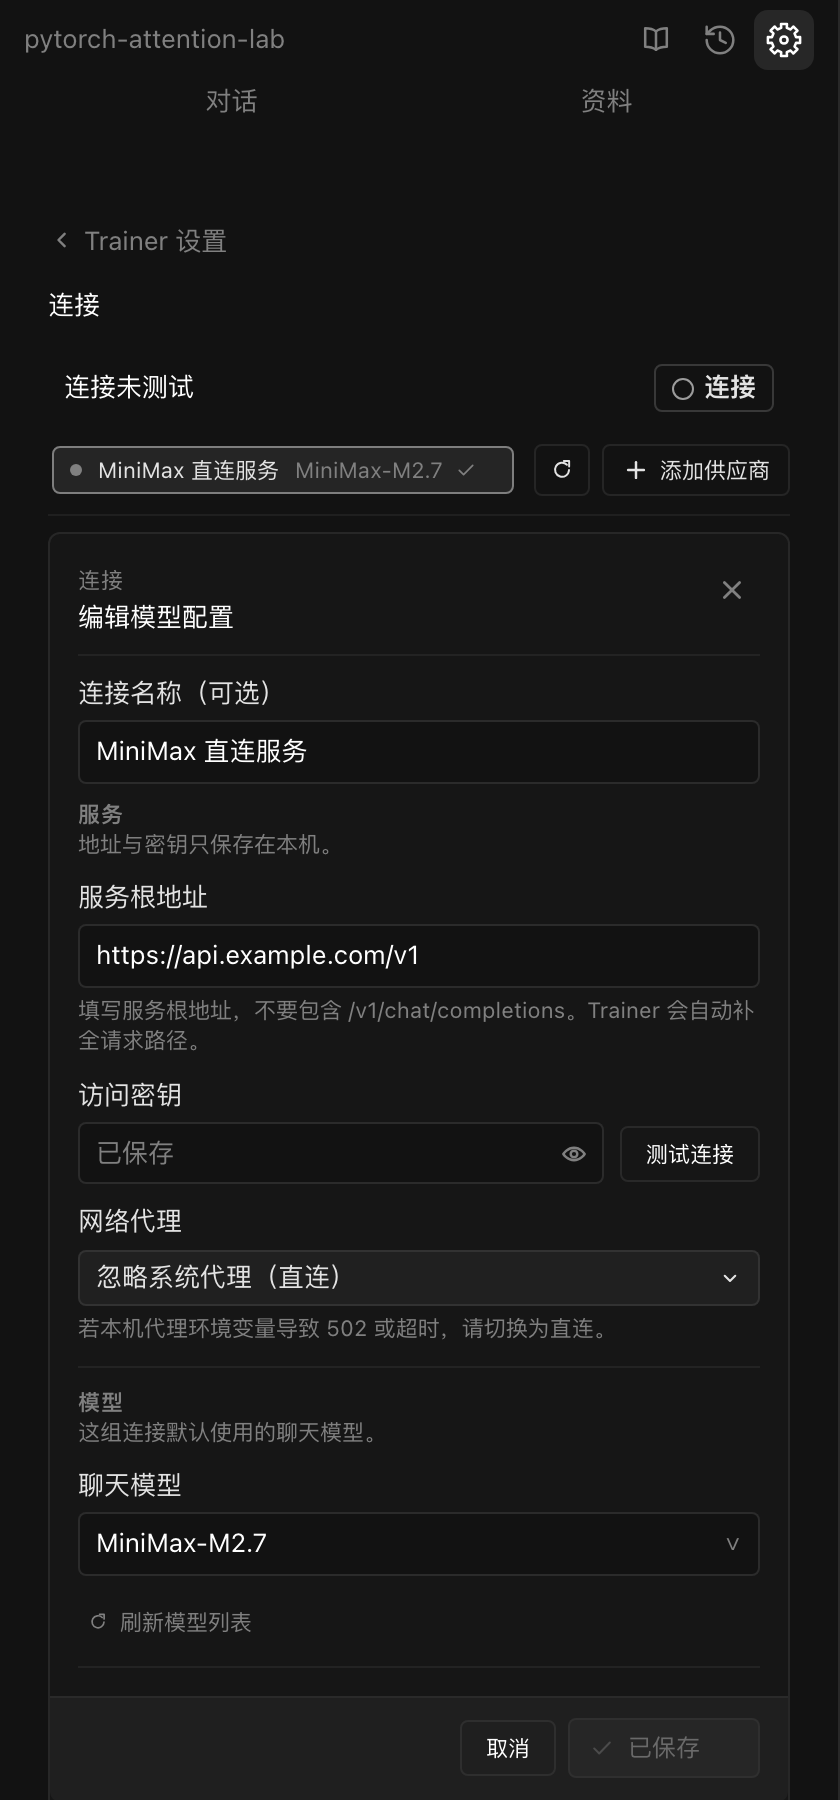 pytorch-attention-lab
对话
资料
Trainer 设置
连接
连接未测试
连接
MiniMax 直连服务 MiniMax-M2.7
添加供应商
连接
编辑模型配置
连接名称（可选）
MiniMax 直连服务
服务
地址与密钥只保存在本机。
服务根地址
https://api.example.com/v1
填写服务根地址，不要包含 /v1/chat/completions。Trainer 会自动补
全请求路径。
访问密钥
已保存
测试连接
网络代理
忽略系统代理（直连）
若本机代理环境变量导致 502 或超时，请切换为直连。
模型
这组连接默认使用的聊天模型。
聊天模型
MiniMax-M2.7
刷新模型列表
取消
已保存